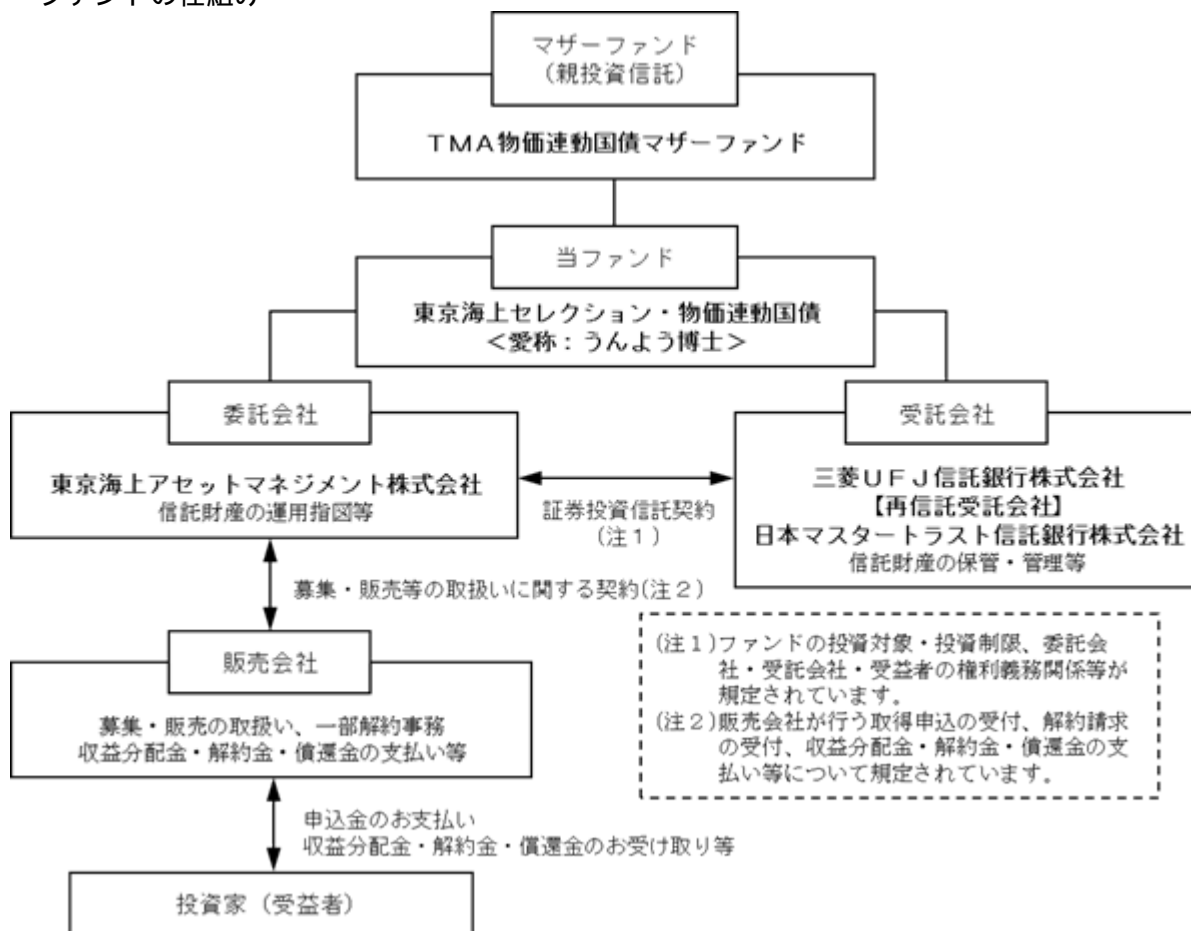 ファンドの仕組み
マザーファンド
（親投資信託）
ＴＭＡ物価連動国債マザーファンド
当ファンド
東京海上セレクション・物価連動国債
＜愛称：うんよう博士＞
委託会社
東京海上アセットマネジメント株式会社
信託財産の運用指図等
証券投資信託契約
（注１）
受託会社
三菱ＵＦＪ信託銀行株式会社
【再信託受託会社】
日本マスタートラスト信託銀行株式会社
信託財産の保管・管理等
募集・販売等の取扱いに関する契約(注２)
販売会社
募集・販売の取扱い、一部解約事務
収益分配金・解約金・償還金の支払い等
(注１)ファンドの投資対象・投資制限、委託会
社・受託会社・受益者の権利義務関係等が
規定されています。
(注２)販売会社が行う取得申込の受付、解約請求
の受付、収益分配金・解約金・償還金の支
払い等について規定されています。
申込金のお支払い
収益分配金・解約金・償還金のお受け取り等
投資家（受益者）